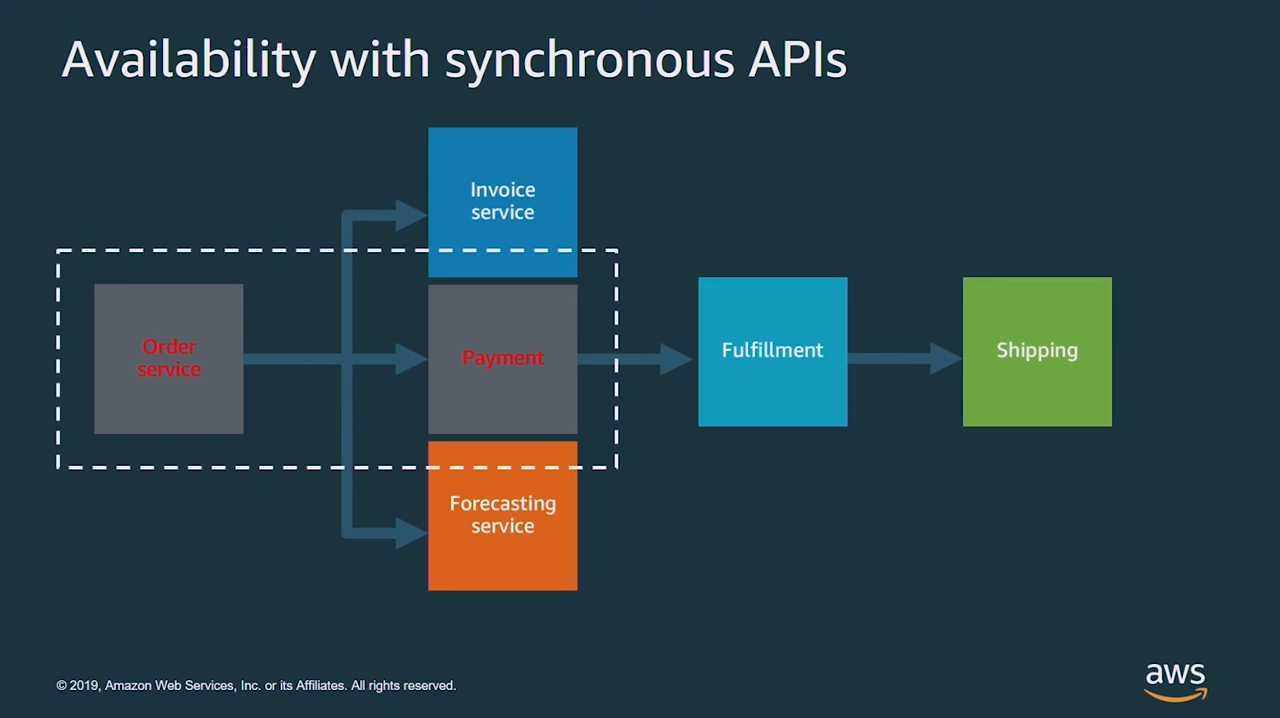 Availability with synchronous APIs
Invoice
service
Order
service
Payment
Fulfillment
Shipping
Forecasting
service
© 2019, Amazon Web Services, Inc. or its Affiliates. All rights reserved.
aws